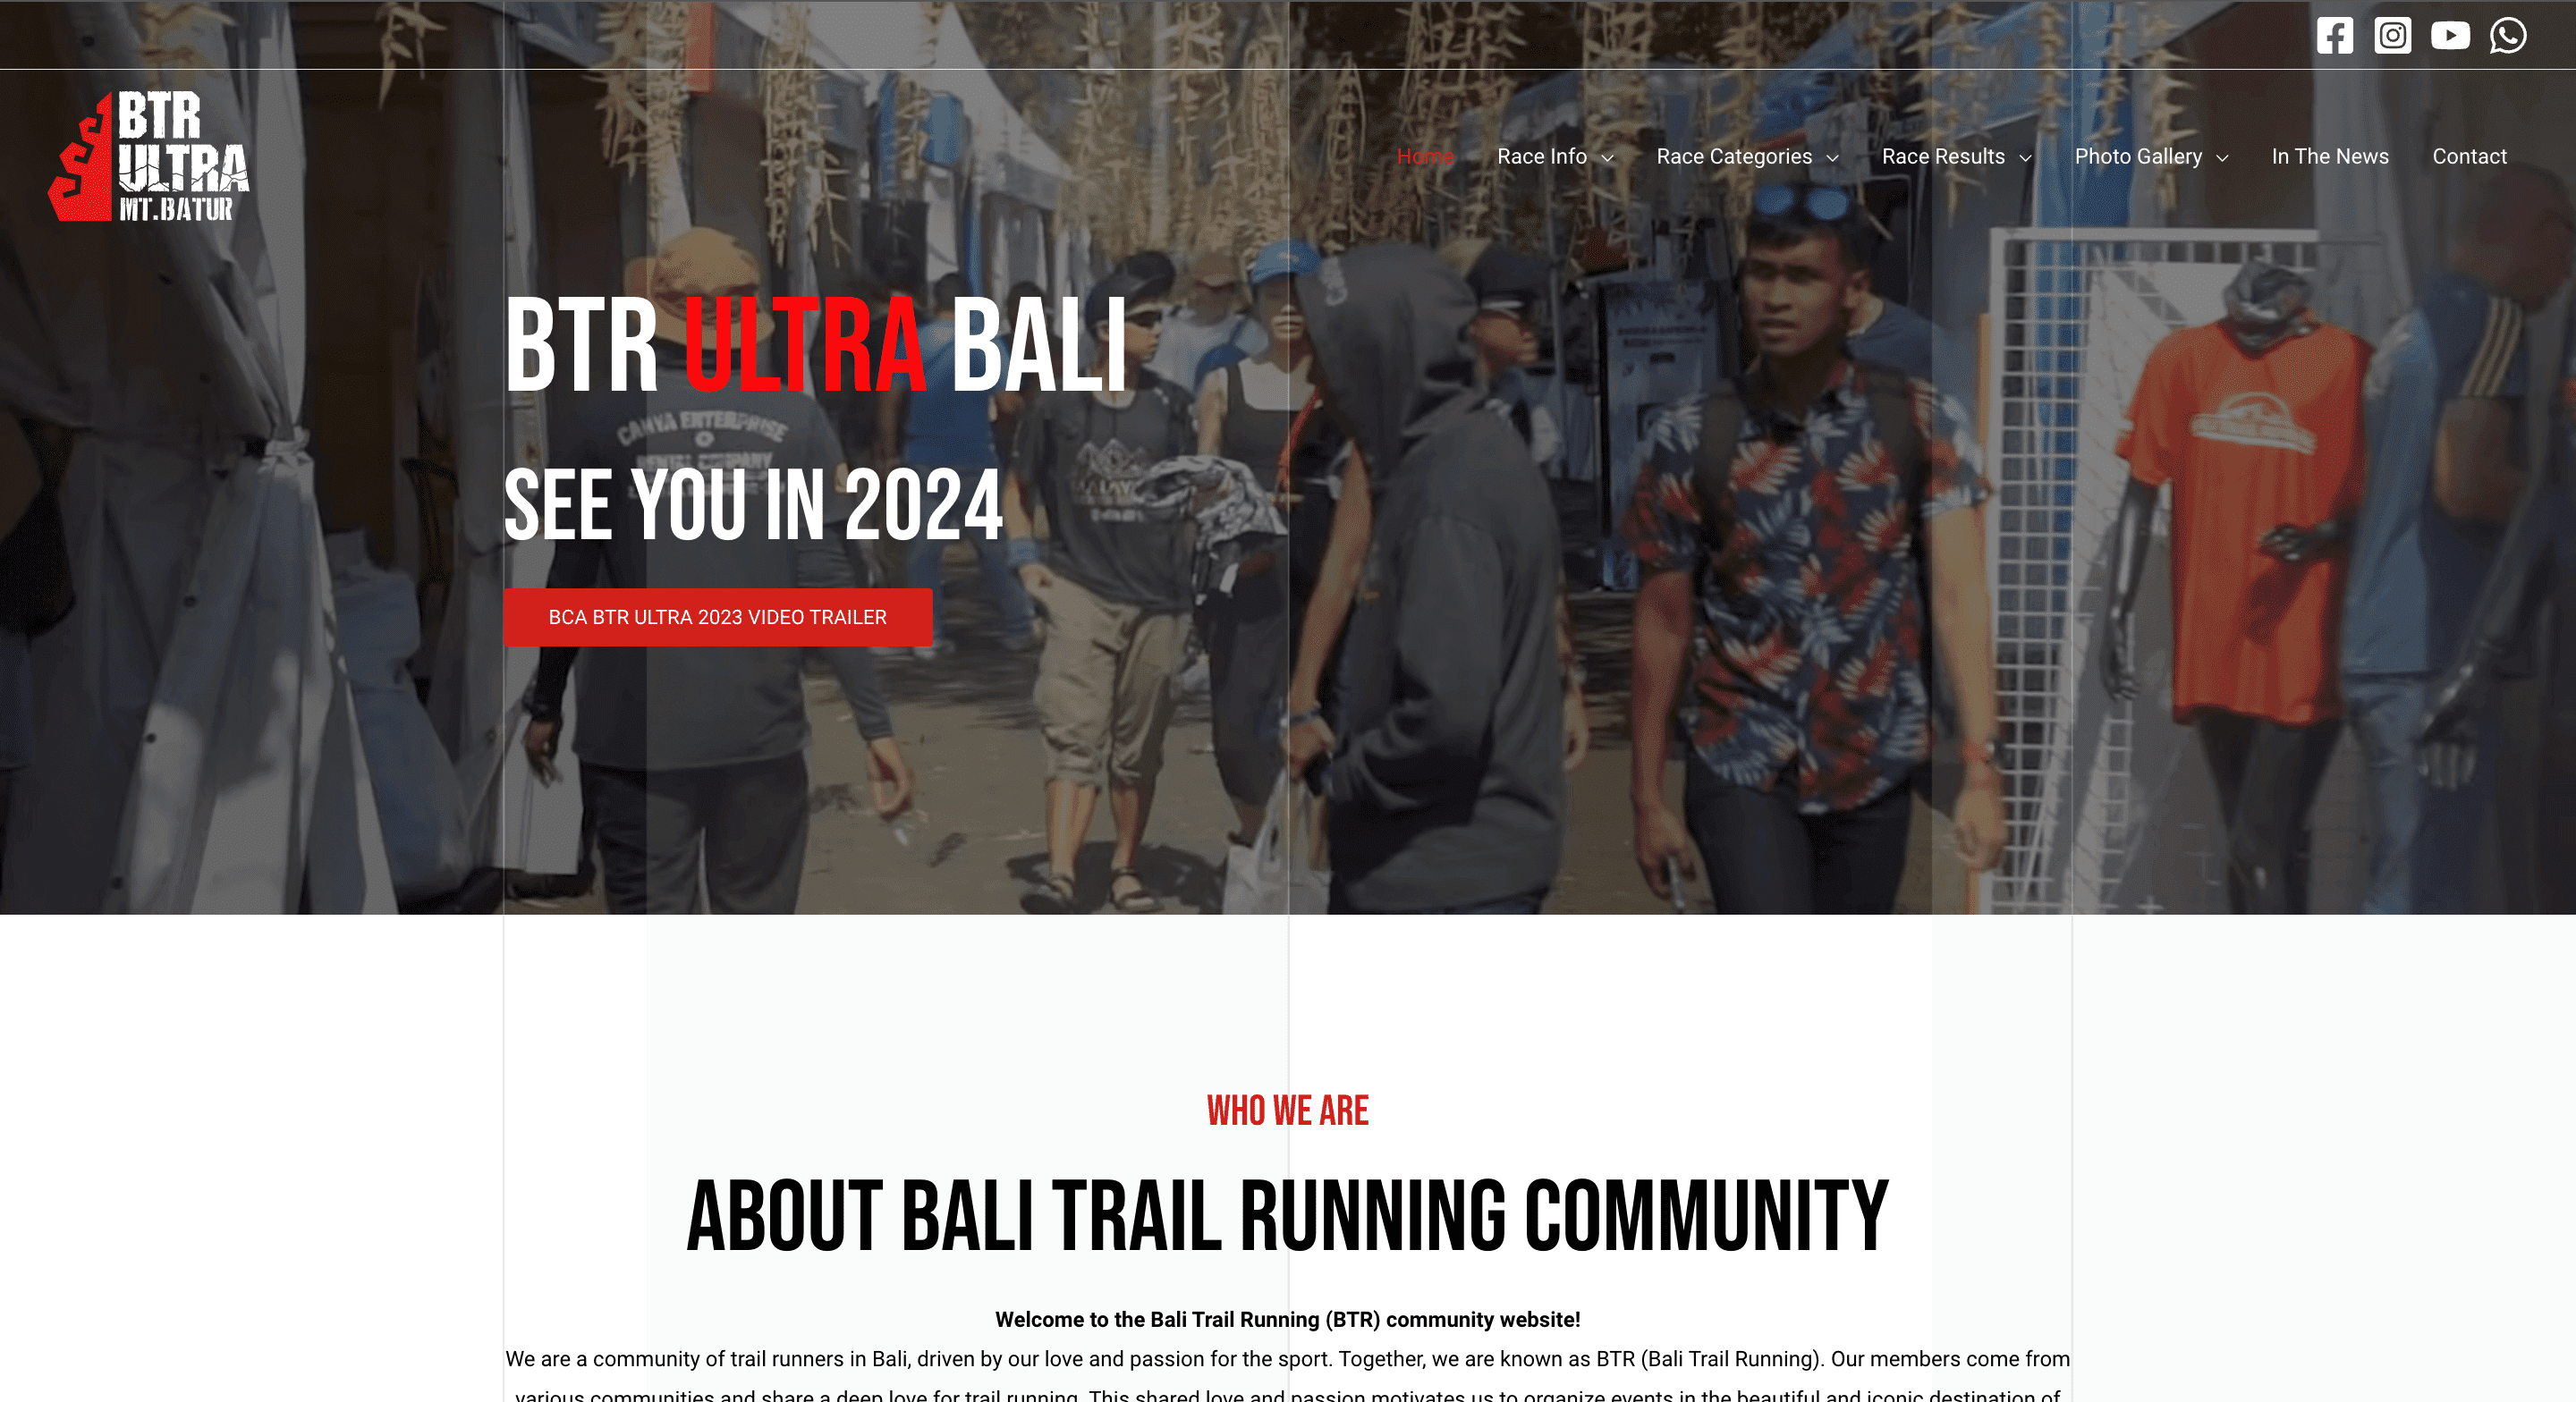 BTR
ULTRA
MT.BATUR
Home Race Info Race Categories Race Results Photo Gallery In The News Contact
BTR ULTRA BALI
CANYA ENTERPRISE
SEE YOU IN 2024
BCA BTR ULTRA 2023 VIDEO TRAILER
WHO WE ARE
ABOUT BALI TRAIL RUNNING COMMUNITY
Welcome to the Bali Trail Running (BTR) community website!
We are a community of trail runners in Bali, driven by our love and passion for the sport. Together, we are known as BTR (Bali Trail Running). Our members come from
various communities and share a deep love for trail running. This shared love and passion motivates us to organize events in the beautiful and iconic destination of